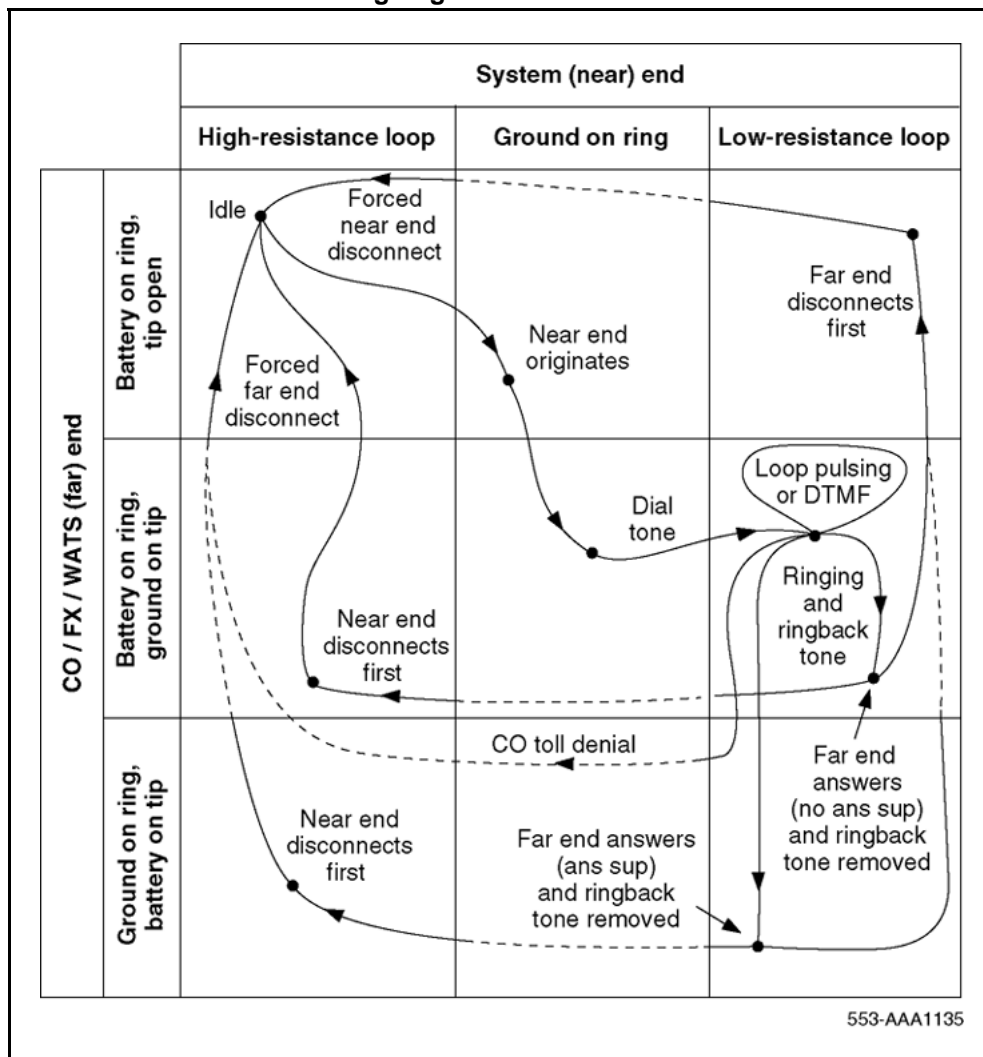 System (near) end
High-resistance loop
Ground on ring
Low-resistance loop
CO / FX / WATS (far) end
Battery on ring,
tip open
Idle
Forced
near end
disconnect
Near end
originates
Far end
disconnects
first
Forced
far end
disconnect
Battery on ring,
ground on tip
Loop pulsing
or DTMF
Dial
tone
Ringing
and
ringback
tone
Near end
disconnects
first
Ground on ring,
battery on tip
CO toll denial
Near end
disconnects
first
Far end answers
(ans sup)
and ringback
tone removed
Far end
answers
(no ans sup)
and ringback
tone removed
553-AAA1135